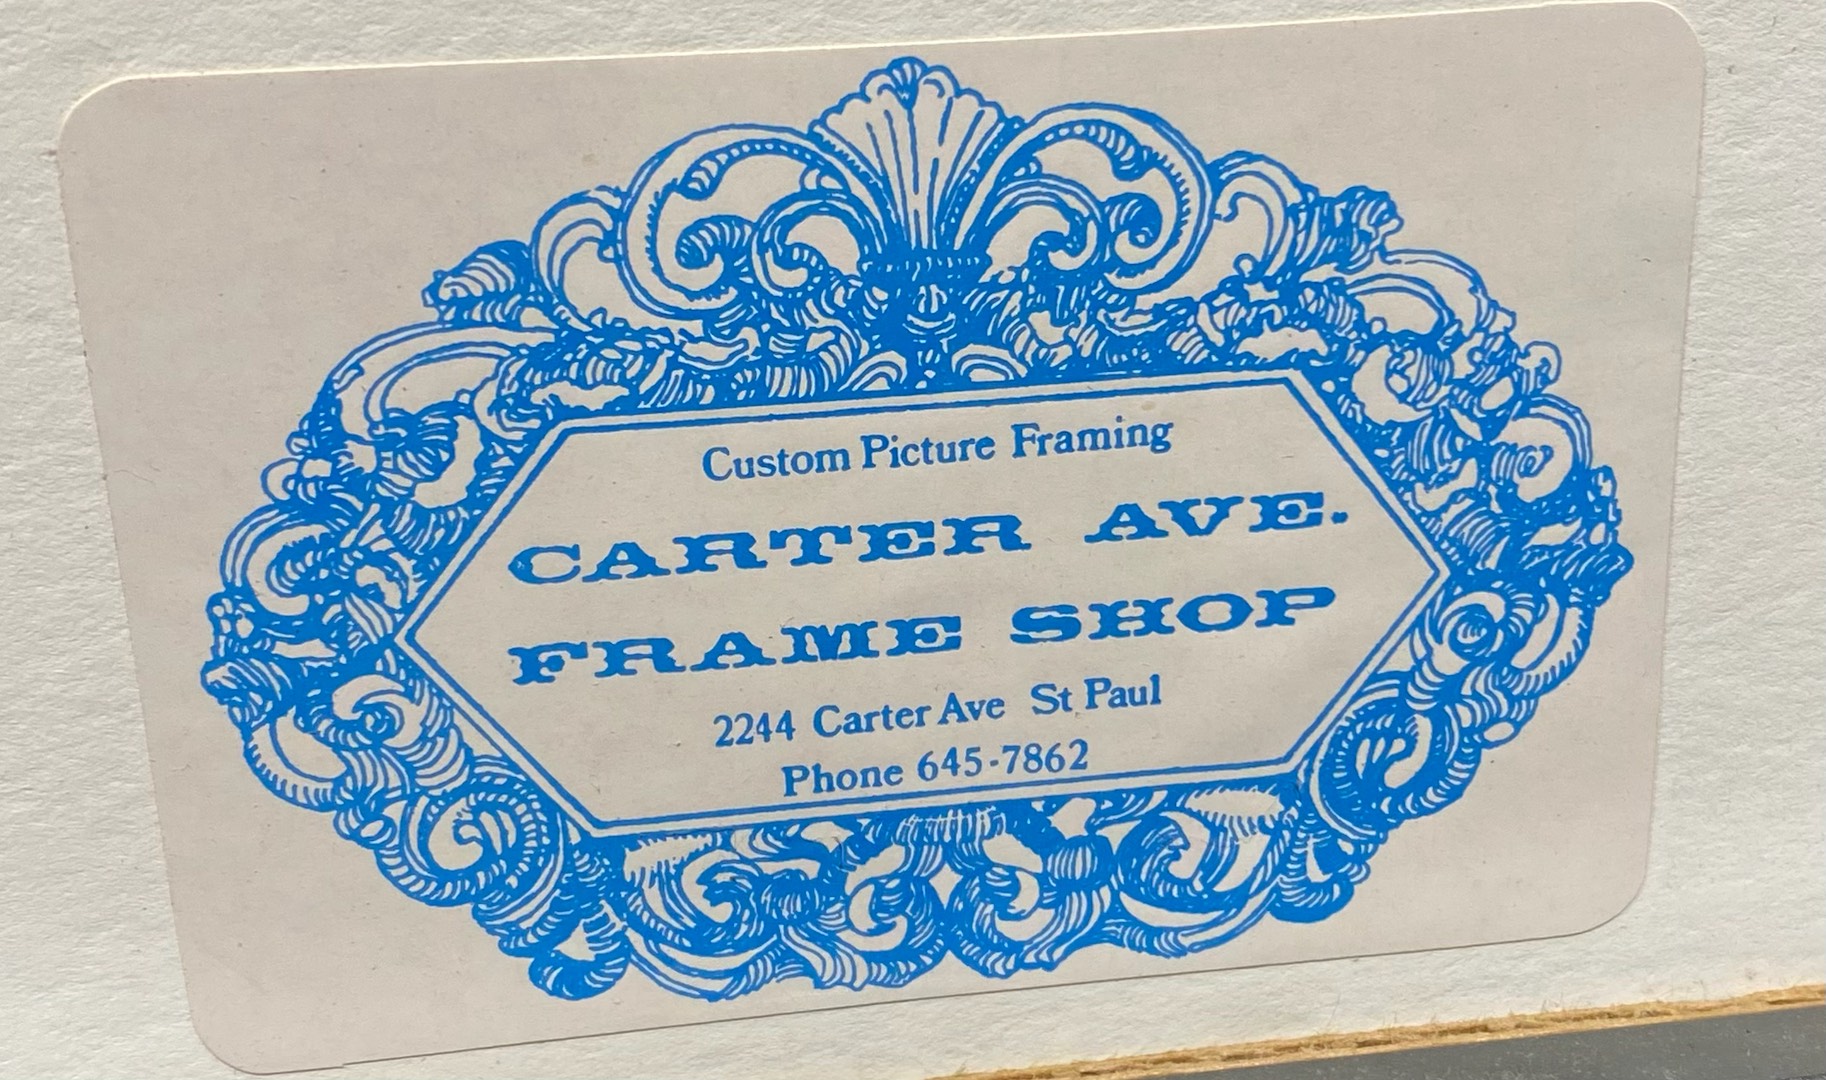 Custom Picture Framing
CARTER AVE.
FRAME SHOP
2244 Carter Ave St Paul
Phone 645-7862